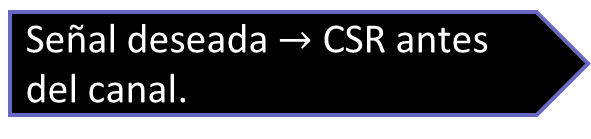 Señal deseada → CSR antes
del canal.